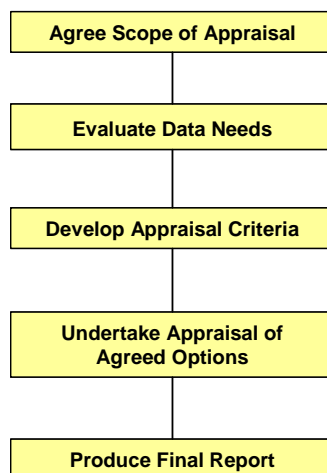 Agree Scope of Appraisal
Evaluate Data Needs
Develop Appraisal Criteria
Undertake Appraisal of
Agreed Options
Produce Final Report